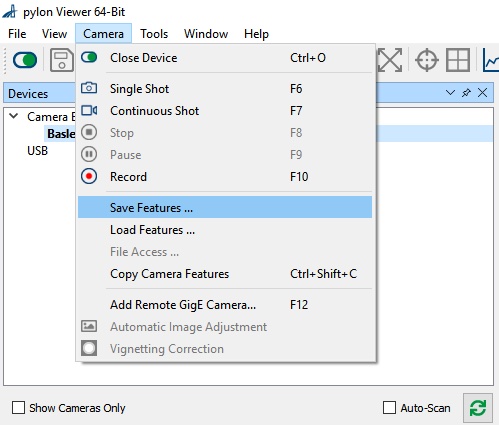 pylon Viewer 64-Bit
File View Camera Tools Window Help
Close Device Ctrl+O
Devices
Single Shot F6
Camera E
Continuous Shot F7
Basle
Stop F8
USB
Pause F9
Record F10
Save Features ...
Load Features ...
File Access ...
Copy Camera Features Ctrl+Shift+C
Add Remote GigE Camera... F12
Automatic Image Adjustment
Vignetting Correction
Show Cameras Only Auto-Scan